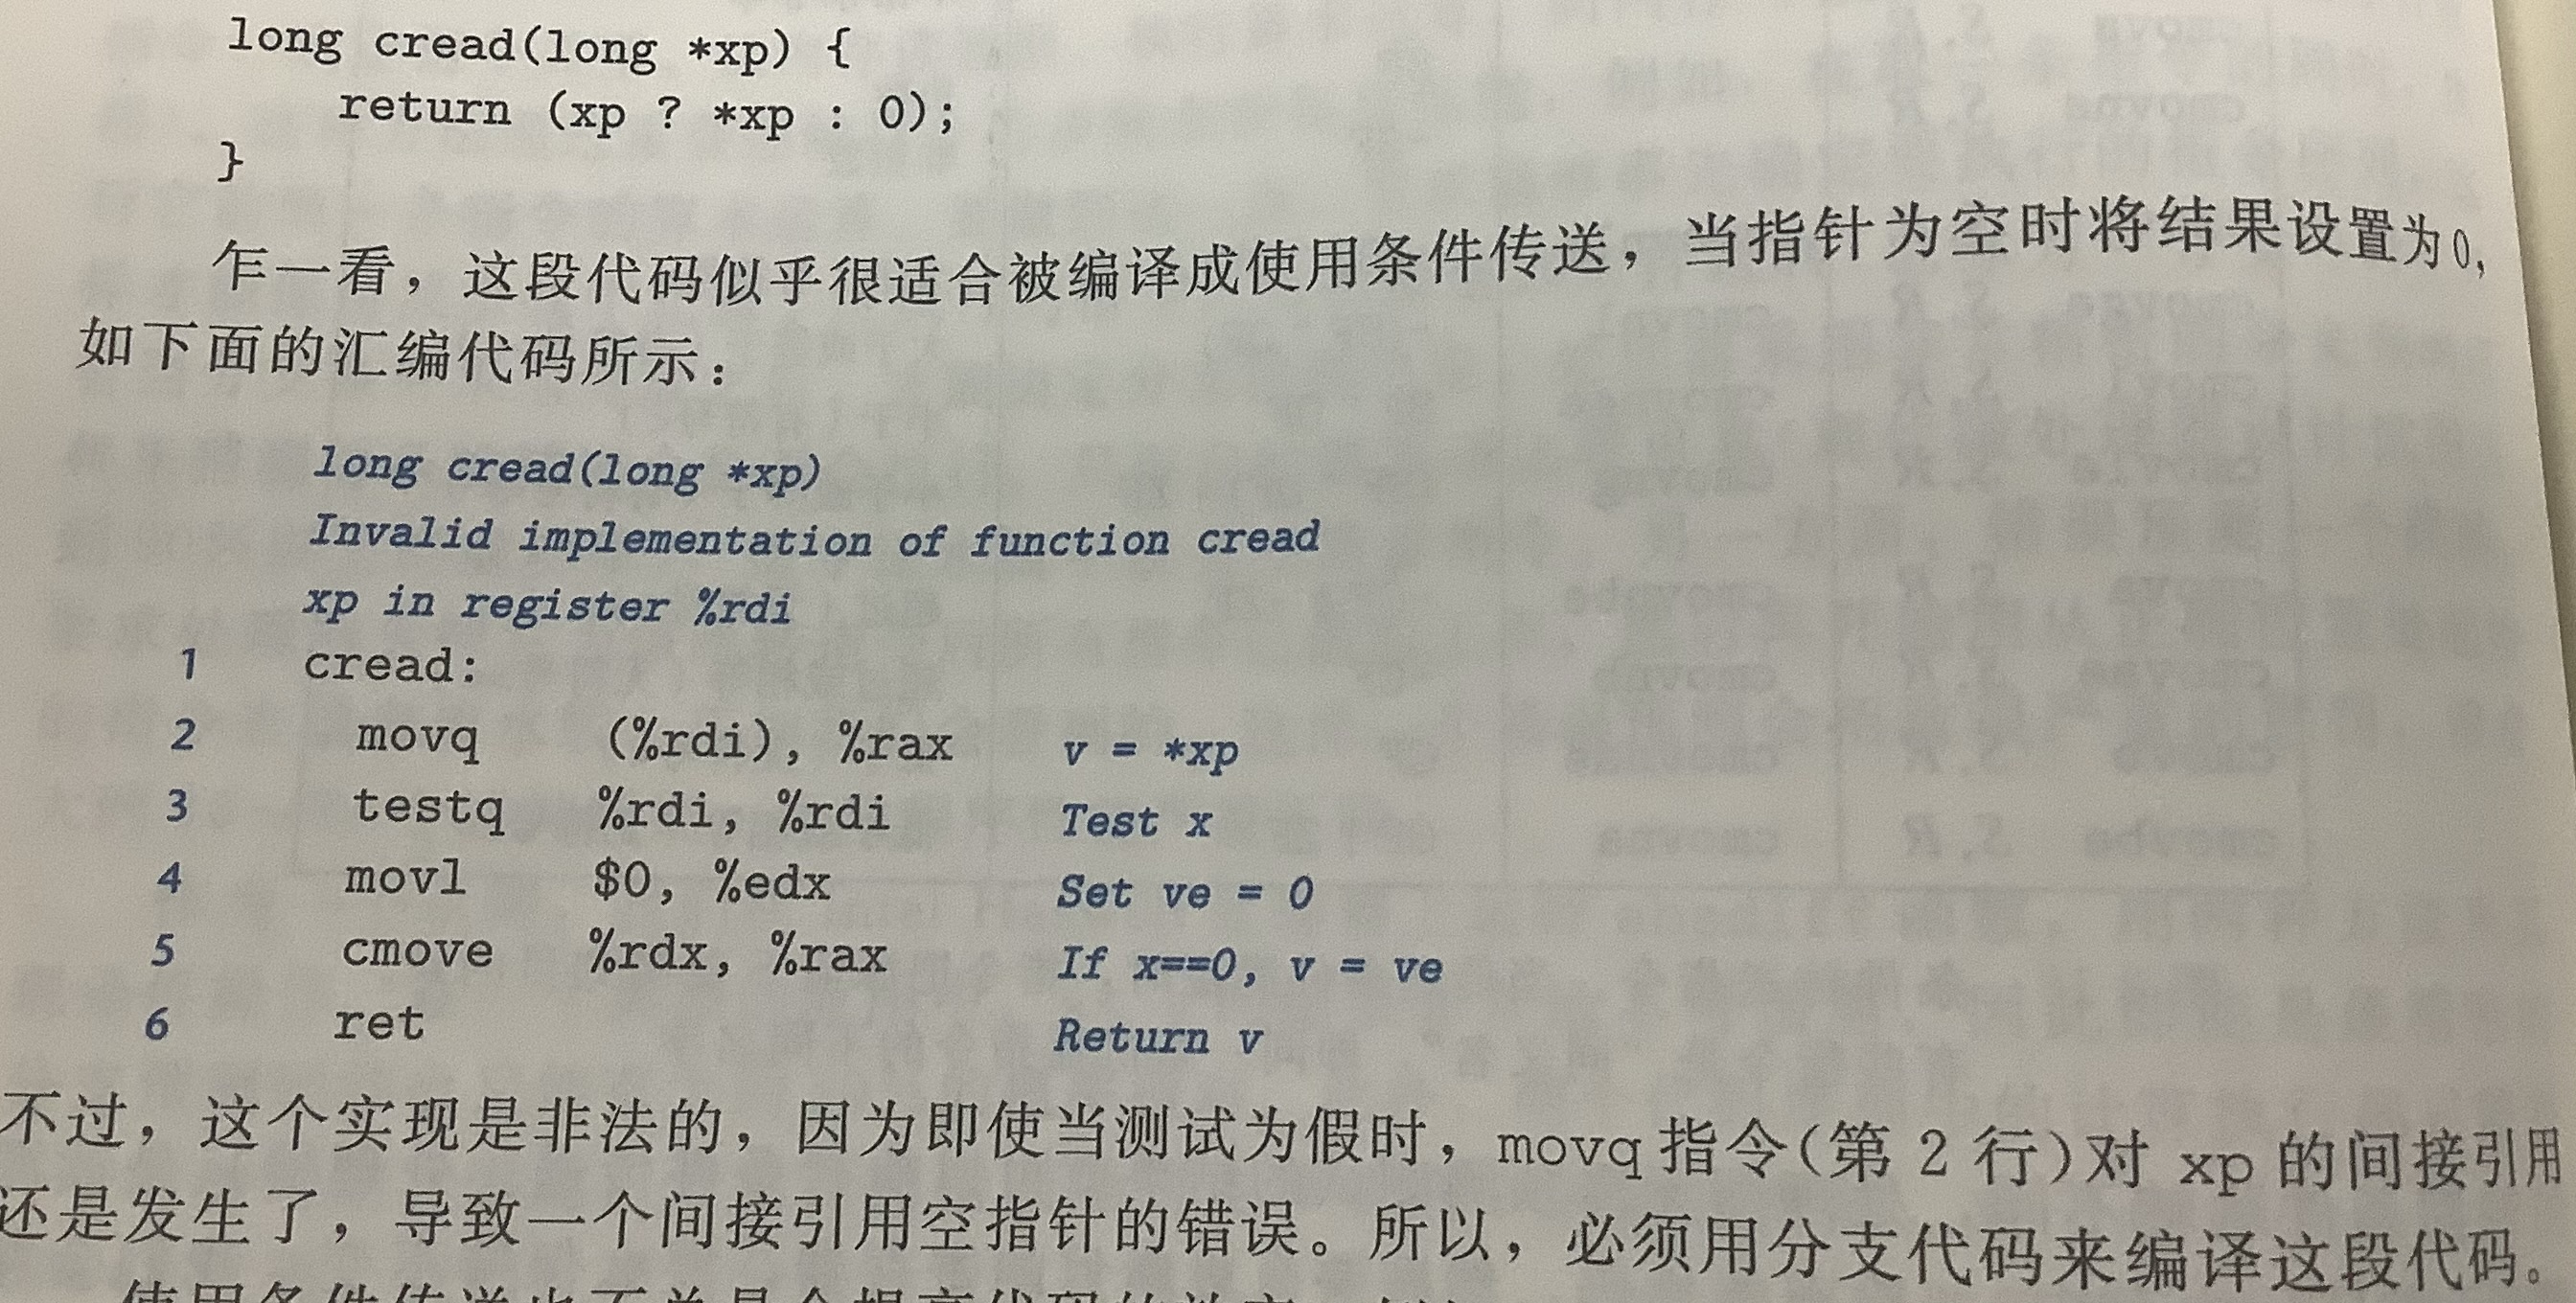 long cread(long *xp) {
return (xp ? *xp : 0);
}
乍一看，这段代码似乎很适合被编译成使用条件传送，当指针为空时将结果设置为0，
如下面的汇编代码所示：
long cread(long *xp)
Invalid implementation of function cread
xp in register %rdi
1 cread:
2 movq (%rdi), %rax v = *xp
3 testq %rdi, %rdi Test x
4 movl $0, %edx Set ve = 0
5 cmove %rdx, %rax If x==0, v = ve
6 ret Return v
不过，这个实现是非法的，因为即使当测试为假时，movq指令(第 2 行)对 xp 的间接引用
还是发生了，导致一个间接引用空指针的错误。所以，必须用分支代码来编译这段代码。